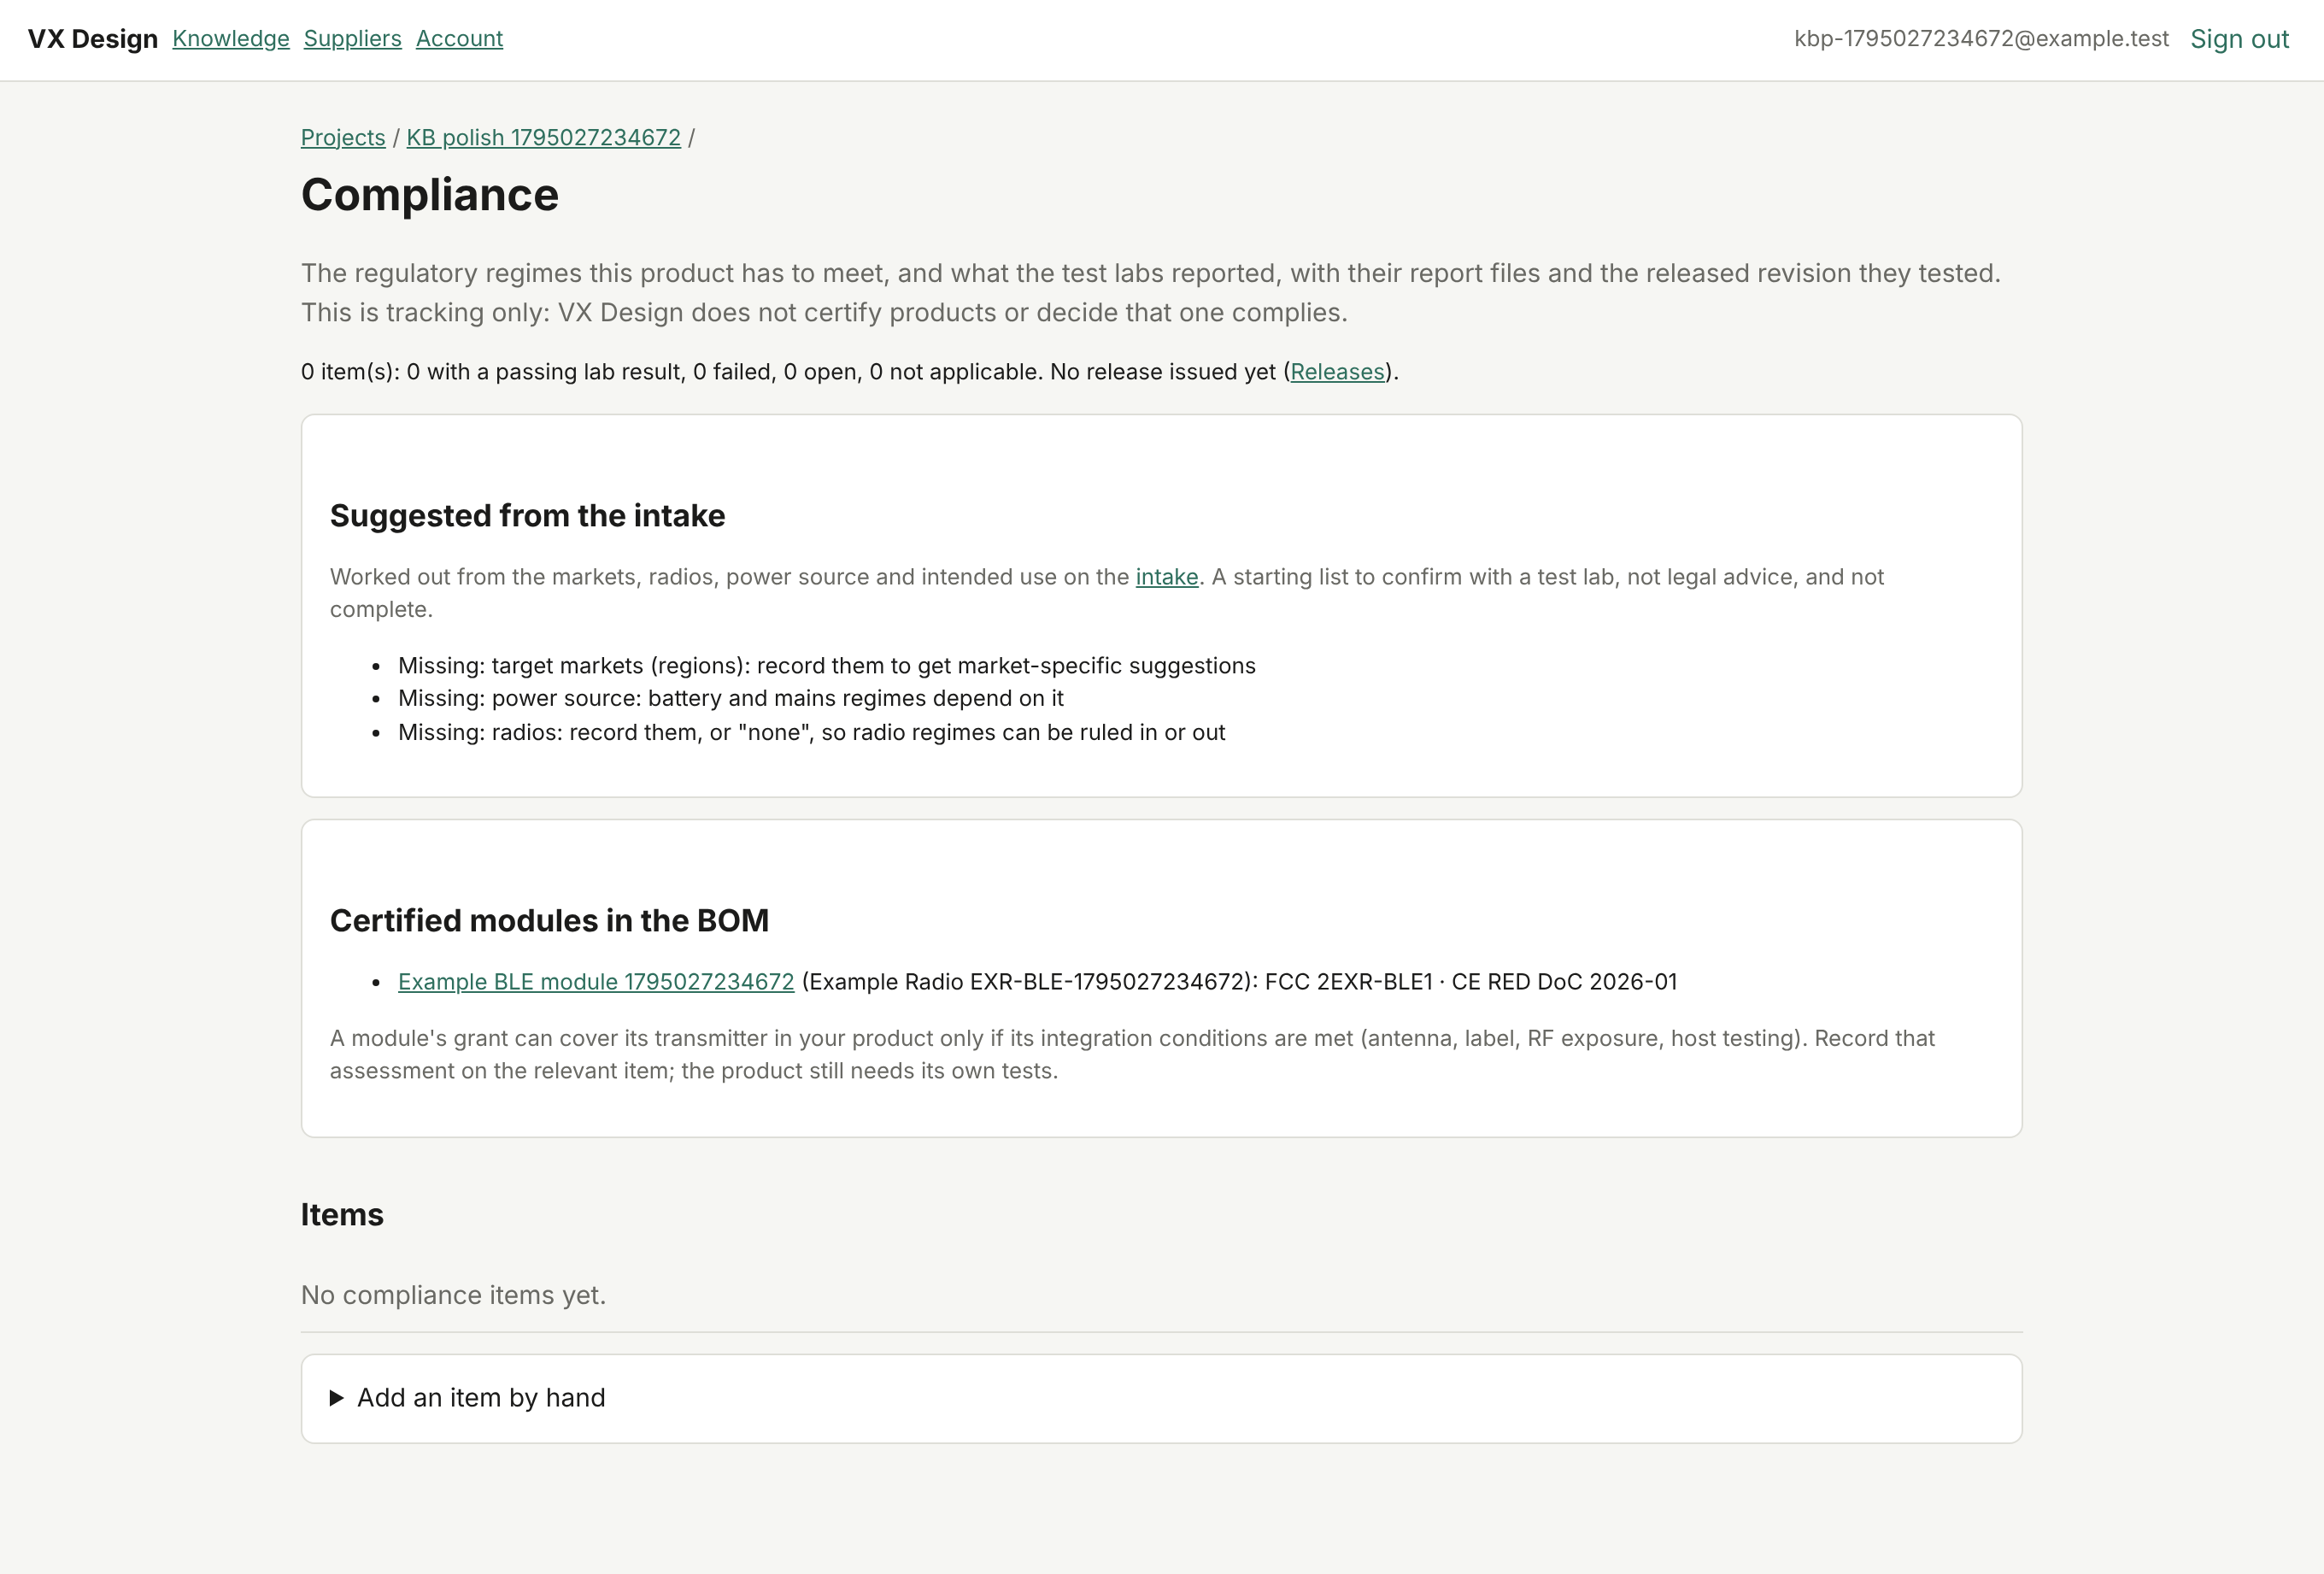 VX Design Knowledge Suppliers Account kbp-1795027234672@example.test Sign out
Projects / KB polish 1795027234672 /
Compliance
The regulatory regimes this product has to meet, and what the test labs reported, with their report files and the released revision they tested.
This is tracking only: VX Design does not certify products or decide that one complies.
0 item(s): 0 with a passing lab result, 0 failed, 0 open, 0 not applicable. No release issued yet (Releases).
Suggested from the intake
Worked out from the markets, radios, power source and intended use on the intake. A starting list to confirm with a test lab, not legal advice, and not
complete.
• Missing: target markets (regions): record them to get market-specific suggestions
• Missing: power source: battery and mains regimes depend on it
• Missing: radios: record them, or "none", so radio regimes can be ruled in or out
Certified modules in the BOM
• Example BLE module 1795027234672 (Example Radio EXR-BLE-1795027234672): FCC 2EXR-BLE1 · CE RED DoC 2026-01
A module's grant can cover its transmitter in your product only if its integration conditions are met (antenna, label, RF exposure, host testing). Record that
assessment on the relevant item; the product still needs its own tests.
Items
No compliance items yet.
▶ Add an item by hand